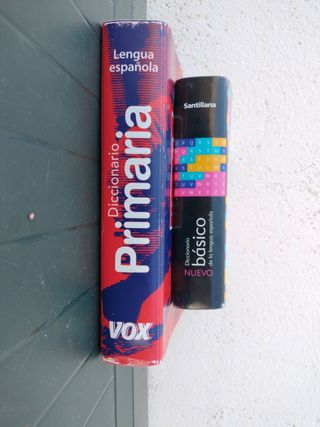 Lengua
española
Diccionario
Primaria
VOX
Santillana
Diccionario
básico
de la lengua española
NUEVO